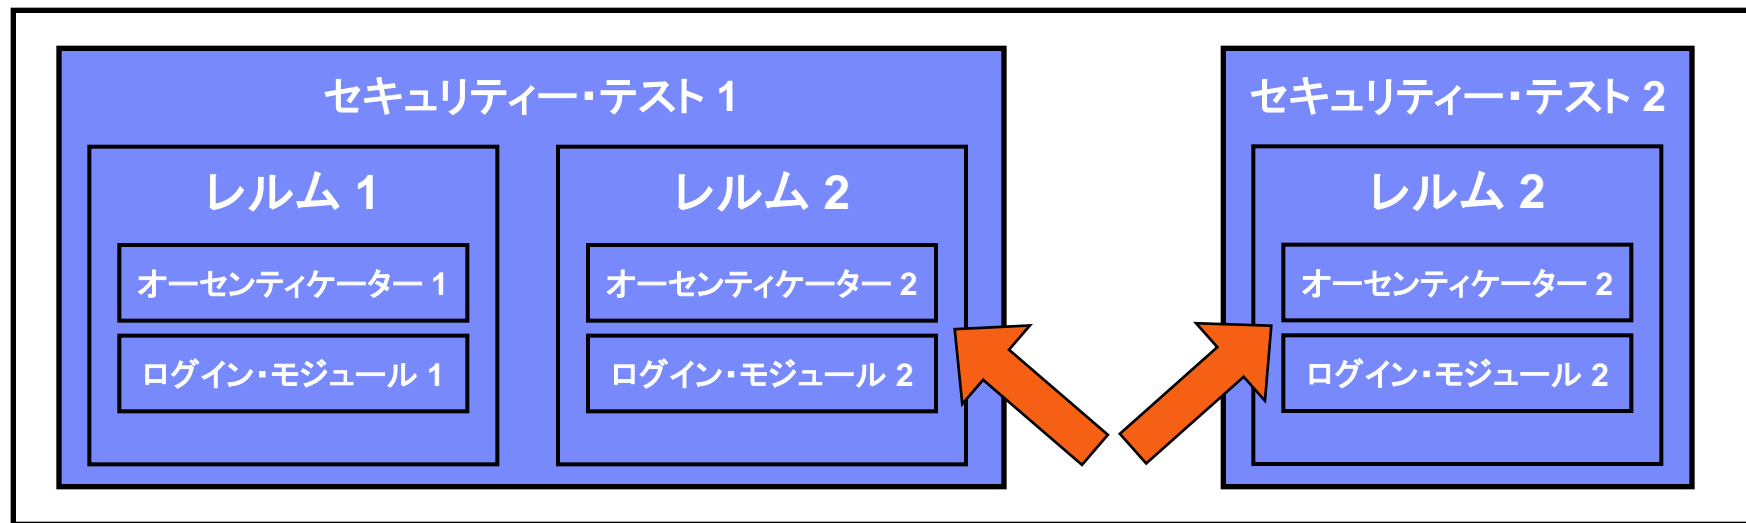 セキュリティー・テスト 1
レルム 1
オーセンティケーター 1
ログイン・モジュール 1
レルム 2
オーセンティケーター 2
ログイン・モジュール 2
セキュリティー・テスト 2
レルム 2
オーセンティケーター 2
ログイン・モジュール 2